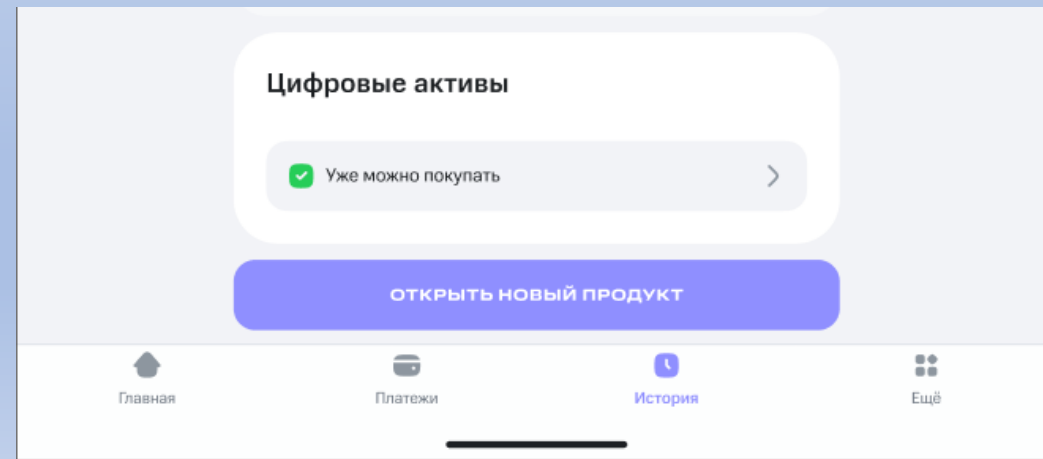 Цифровые активы
Уже можно покупать
ОТКРЫТЬ НОВЫЙ ПРОДУКТ
Главная Платежи История Ещё